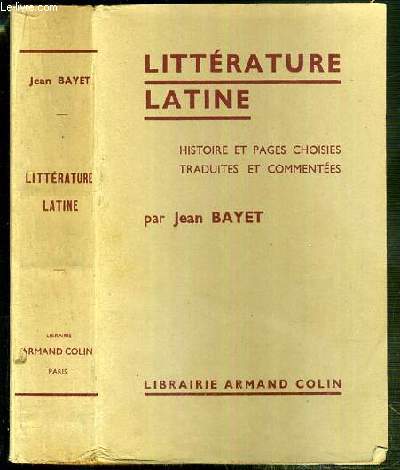 Le-livre.com
Jean BAYET
LITTÉRATURE
LATINE
LIBRAIRIE
ARMAND COLIN
PARIS
LITTÉRATURE
LATINE
HISTOIRE ET PAGES CHOISIES
TRADUITES ET COMMENTÉES
par Jean BAYET
LIBRAIRIE ARMAND COLIN